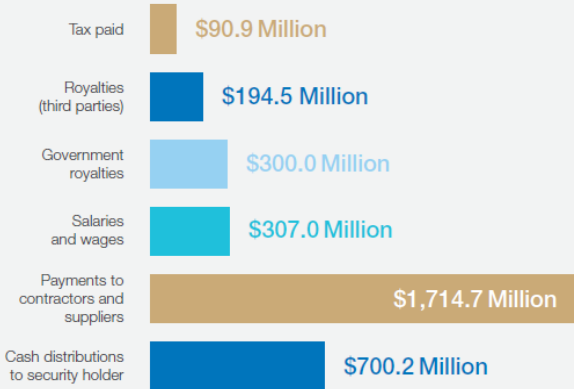 Tax paid
$90.9 Million
Royalties
(third parties)
$194.5 Million
Government
royalties
$300.0 Million
Salaries
and wages
$307.0 Million
Payments to
contractors and
suppliers
$1,714.7 Million
Cash distributions
to security holder
$700.2 Million